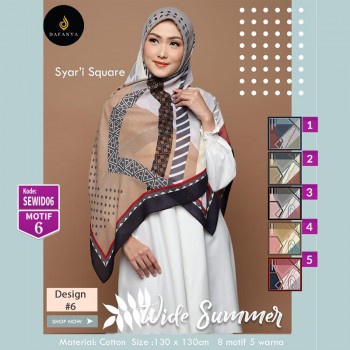 DAFANYA
Syar'i Square
1
2
3
4
5
Kode:
SEWID06
MOTIF
6
Design
#6
SHOP NOW
Wide Summer
Material: Cotton Size :130 x 130cm 8 motif 5 warna